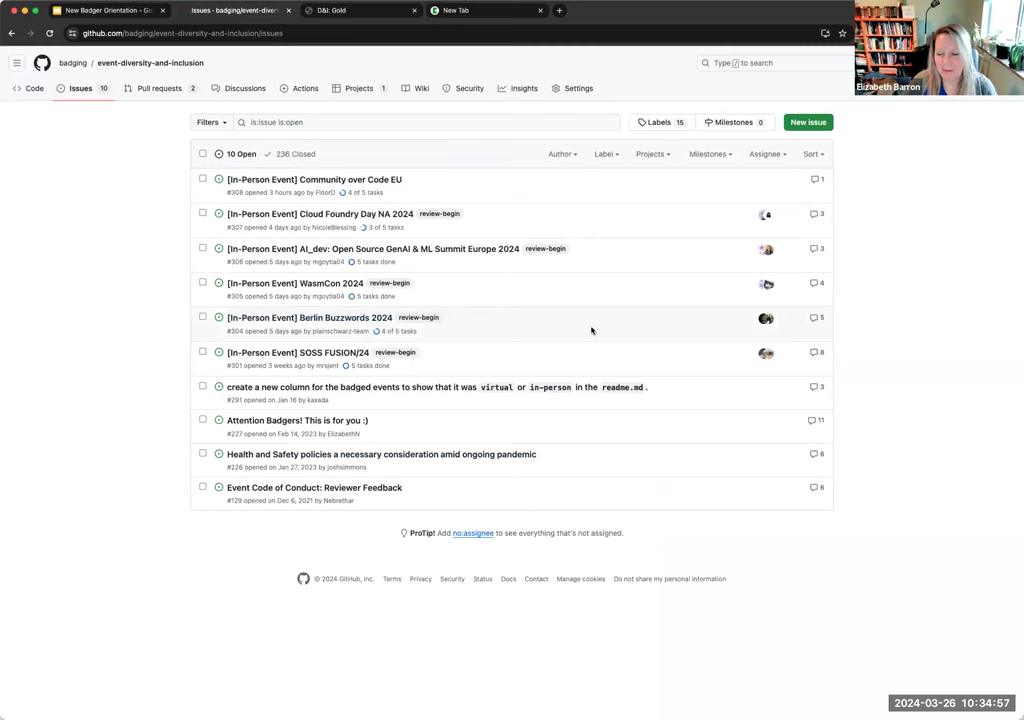 New Badger Orientation – Go
Issues · badging/event-divers
D&I: Gold
New Tab
github.com/badging/event-diversity-and-inclusion/issues
badging / event-diversity-and-inclusion
Type / to search
Code
Issues 10
Pull requests 2
Discussions
Actions
Projects 1
Wiki
Security
Insights
Settings
Elizabeth Barron
Filters
is:issue is:open
Labels 15
Milestones 0
New issue
10 Open 236 Closed
Author Label Projects Milestones Assignee Sort
[In-Person Event] Community over Code EU 1
#308 opened 3 hours ago by FloorD 4 of 5 tasks
[In-Person Event] Cloud Foundry Day NA 2024 review-begin 3
#307 opened 4 days ago by NicoleBlessing 3 of 5 tasks
[In-Person Event] AI_dev: Open Source GenAI & ML Summit Europe 2024 review-begin 3
#306 opened 5 days ago by mgoytia04 5 tasks done
[In-Person Event] WasmCon 2024 review-begin 4
#305 opened 5 days ago by mgoytia04 5 tasks done
[In-Person Event] Berlin Buzzwords 2024 review-begin 5
#304 opened 5 days ago by plainschwarz-team 4 of 5 tasks
[In-Person Event] SOSS FUSION/24 review-begin 8
#301 opened 3 weeks ago by mrsjent 5 tasks done
create a new column for the badged events to show that it was virtual or in-person in the readme.md . 3
#291 opened on Jan 16 by kaxada
Attention Badgers! This is for you :) 11
#227 opened on Feb 14, 2023 by ElizabethN
Health and Safety policies a necessary consideration amid ongoing pandemic 6
#226 opened on Jan 27, 2023 by joshsimmons
Event Code of Conduct: Reviewer Feedback 6
#129 opened on Dec 6, 2021 by Nebrethar
ProTip! Add no:assignee to see everything that's not assigned.
© 2024 GitHub, Inc. Terms Privacy Security Status Docs Contact Manage cookies Do not share my personal information
2024-03-26 10:34:57